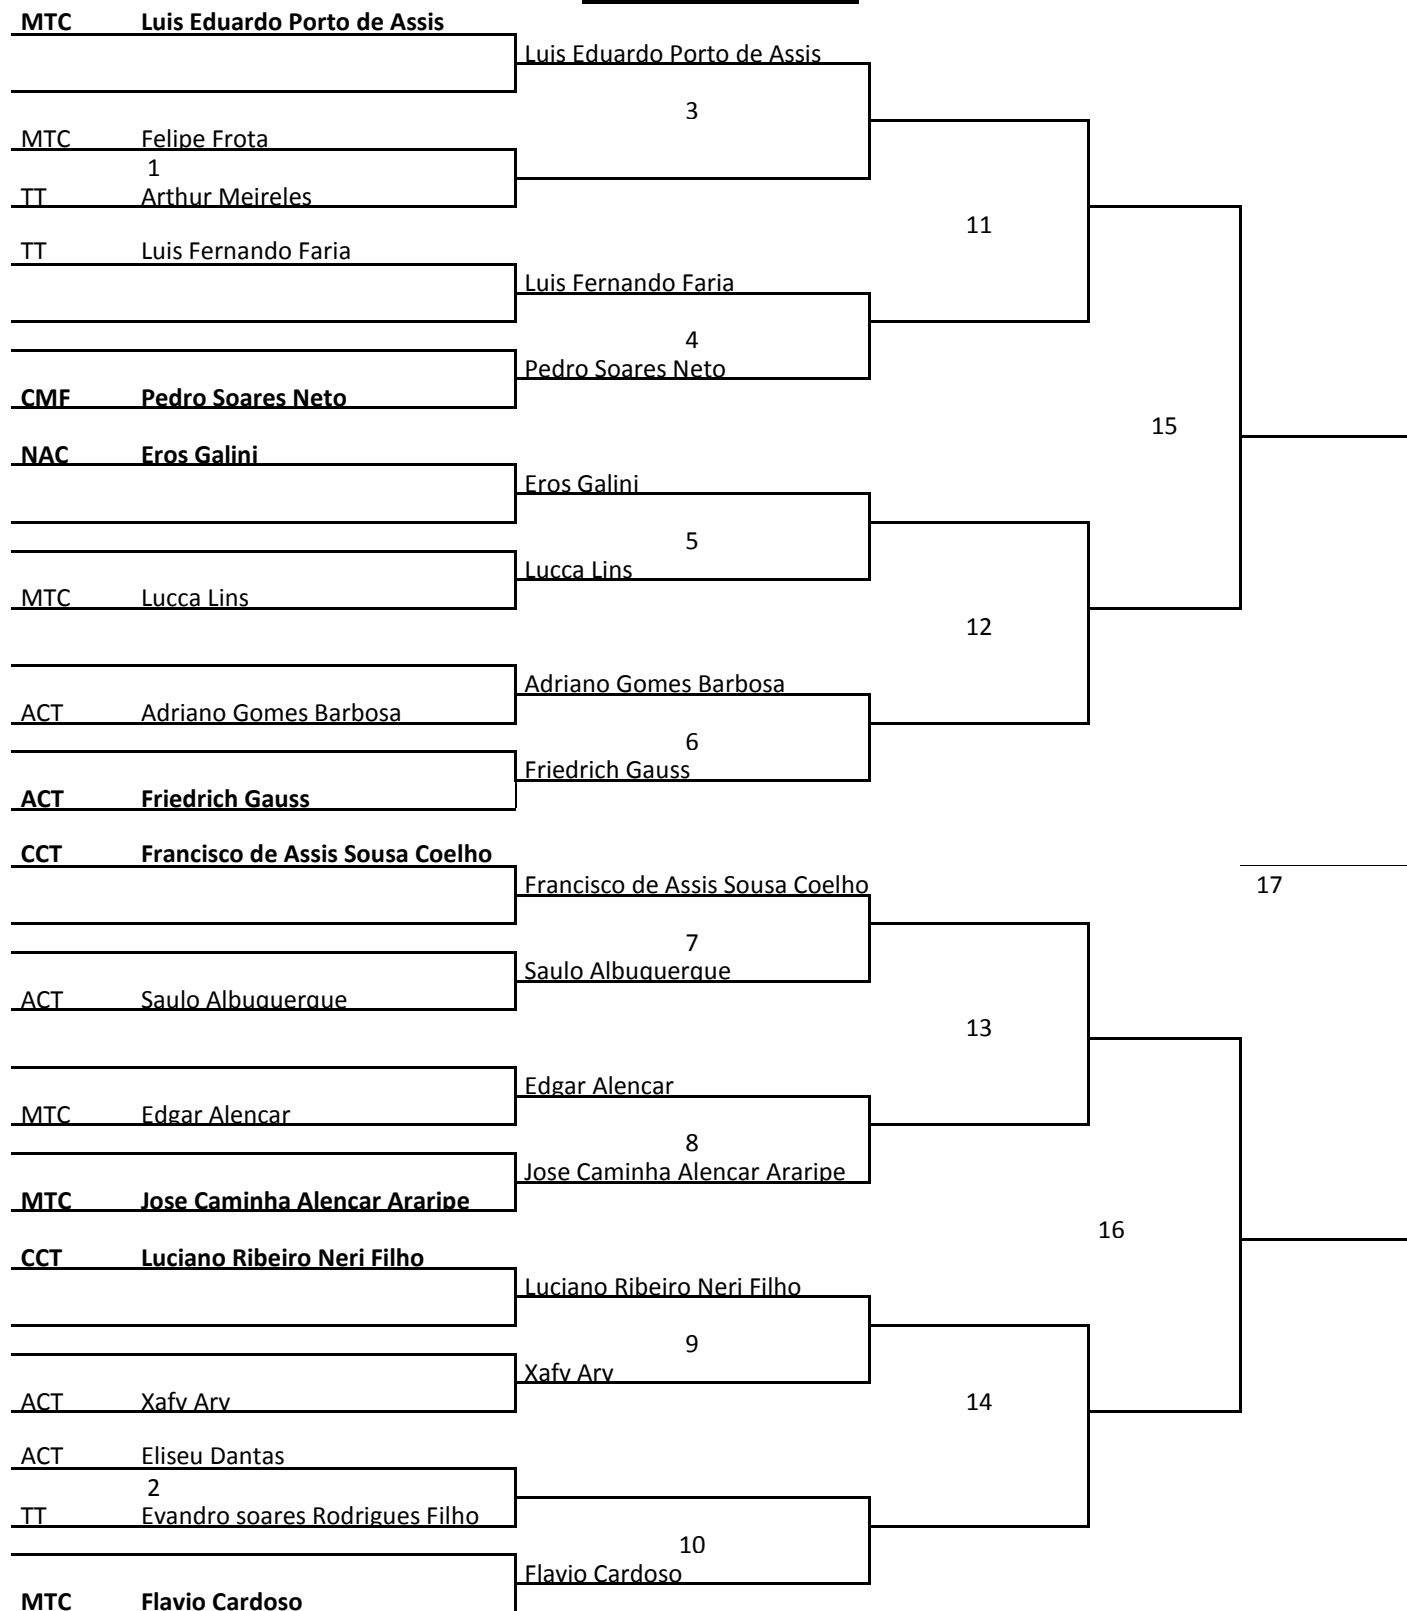 MTC Luis Eduardo Porto de Assis
Luis Eduardo Porto de Assis
3
MTC Felipe Frota
1
TT Arthur Meireles
11
TT Luis Fernando Faria
Luis Fernando Faria
4
Pedro Soares Neto
CMF Pedro Soares Neto
15
NAC Eros Galini
Eros Galini
5
Lucca Lins
MTC Lucca Lins
12
Adriano Gomes Barbosa
ACT Adriano Gomes Barbosa
6
Friedrich Gauss
ACT Friedrich Gauss
CCT Francisco de Assis Sousa Coelho
Francisco de Assis Sousa Coelho
17
7
Saulo Albuquerque
ACT Saulo Albuquerque
13
Edgar Alencar
MTC Edgar Alencar
8
Jose Caminha Alencar Araripe
MTC Jose Caminha Alencar Araripe
16
CCT Luciano Ribeiro Neri Filho
Luciano Ribeiro Neri Filho
9
Xafy Ary
ACT Xafy Ary
14
ACT Eliseu Dantas
2
TT Evandro soares Rodrigues Filho
10
Flavio Cardoso
MTC Flavio Cardoso